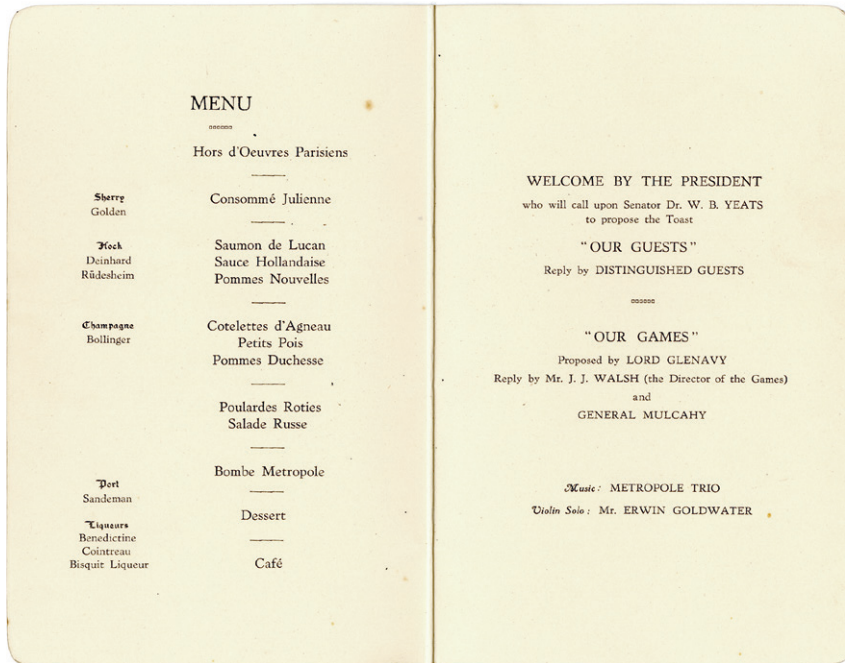 MENU
Hors d'Oeuvres Parisiens
Sherry
Golden
Consommé Julienne
Hock
Deinhard
Rüdesheim
Saumon de Lucan
Sauce Hollandaise
Pommes Nouvelles
Champagne
Bollinger
Cotelettes d'Agneau
Petits Pois
Pommes Duchesse
Poulardes Roties
Salade Russe
Bombe Metropole
Port
Sandeman
Dessert
Liqueurs
Benedictine
Cointreau
Bisquit Liqueur
Café
WELCOME BY THE PRESIDENT
who will call upon Senator Dr. W. B. YEATS
to propose the Toast
"OUR GUESTS"
Reply by DISTINGUISHED GUESTS
"OUR GAMES"
Proposed by LORD GLENAVY
Reply by Mr. J. J. WALSH (the Director of the Games)
and
GENERAL MULCAHY
Music: METROPOLE TRIO
Violin Solo: Mr. ERWIN GOLDWATER